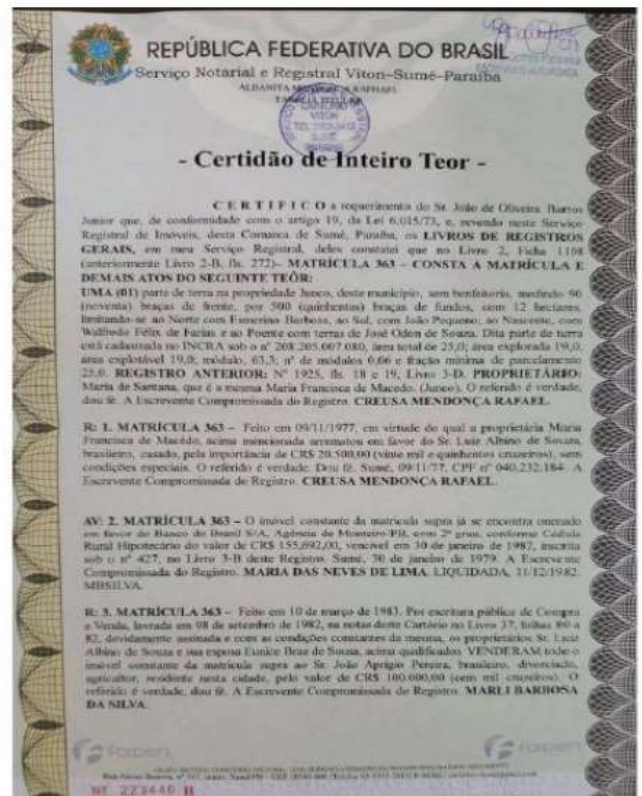 REPÚBLICA FEDERATIVA DO BRASIL
Serviço Notarial e Registral Viton-Sumé-Paraíba
- Certidão de Inteiro Teor -
C E R T I F I C O a requerimento do Sr. João de Oliveira Barros
Junior que, de conformidade com o artigo 19, da Lei 6.015/73, e, revendo neste Serviço
Registral de Imóveis, desta Comarca de Sumé, Paraíba, os LIVROS DE REGISTROS
GERAIS, em meu Serviço Registral, deles constatei que no Livro 2, Ficha 1108
(anteriormente Livro 2-B, fls. 272)- MATRÍCULA 363 - CONSTA A MATRÍCULA E
DEMAIS ATOS DO SEGUINTE TEÔR:
UMA (01) parte de terra na propriedade Junco, deste município, sem benfeitoria, medindo 90
(noventa) braças de frente, por 500 (quinhentas) braças de fundos, com 12 hectares,
limitando-se ao Norte com Barbosa, ao Sul, com João Pequeno, ao Nascente, com
Walfredo Félix de Farias e ao Poente com terras de José Odon de Souza. Dita parte de terra
está cadastrada no INCRA sob o nº 208.205.007.080, área total de 25,0; área explorada 19,0,
área explotável 19,0; módulo, 63,3; nº de módulos 0,06 e fração mínima de parcelamento
25,0. REGISTRO ANTERIOR: Nº 1925, fls. 18 e 19, Livro 3-D. PROPRIETÁRIO:
Maria de Santana, que é a mesma Maria Francisca de Macedo. (Junco). O referido é verdade,
dou fé. A Escrevente Compromissada do Registro. CREUSA MENDONÇA RAFAEL.
R: 1. MATRÍCULA 363 – Feito em 09/11/1977, em virtude do qual a proprietária Maria
Francisca de Macêdo, acima mencionada arrematou em favor do Sr. Luiz Albino de Souza,
brasileiro, casado, pela importância de CR$ 20.500,00 (vinte mil e quinhentos cruzeiros), sem
condições especiais. O referido é verdade. Dou fé. Sumé, 09/11/77. CPF nº 040.232.184. A
Escrevente Compromissada do Registro. CREUSA MENDONÇA RAFAEL.
AV: 2. MATRÍCULA 363 – O imóvel constante da matrícula supra já se encontra onerado
em favor do Banco do Brasil S/A, Agência de Monteiro/PB, com 2º grau, conforme Cédula
Rural Hipotecário do valor de CR$ 155,692,00, vencível em 30 de janeiro de 1987, inscrita
sob o nº 427, no Livro 3-B deste Registro. Sumé, 30 de janeiro de 1979. A Escrevente
Compromissada do Registro. MARIA DAS NEVES DE LIMA. LIQUIDADA, 11/12/1982.
MBSILVA.
R: 3. MATRÍCULA 363 – Feito em 10 de março de 1983. Por escritura pública de Compra
e Venda, lavrada em 08 de setembro de 1982, na notas deste Cartório no Livro 37, folhas 80 a
82, devidamente assinada e com as condições constantes da mesma, os proprietários Sr. Luiz
Albino de Souza e sua esposa Eunice Braz de Sousa, acima qualificados. VENDERAM todo o
imóvel constante da matrícula supra ao Sr. João Aprígio Pereira, brasileiro, divorciado,
agricultor, residente nesta cidade, pelo valor de CR$ 100.000,00 (cem mil cruzeiros). O
referido é verdade, dou fé. A Escrevente Compromissada do Registro. MARLI BARBOSA
DA SILVA.
Farpen
Farpen
Nº 223440 B